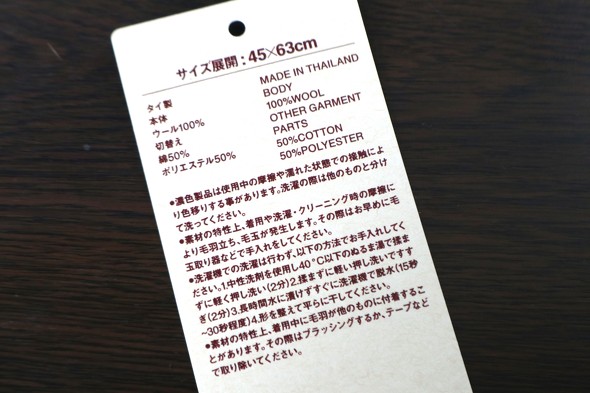 サイズ展開：45×63cm
タイ製 MADE IN THAILAND
本体 BODY
ウール100% 100%WOOL
切替え OTHER GARMENT
PARTS
綿50% 50%COTTON
ポリエステル50% 50%POLYESTER
●濃色製品は使用中の摩擦や濡れた状態での接触によ
り色移りする事があります。洗濯の際は他のものと分け
て洗ってください。
●素材の特性上、着用や洗濯・クリーニング時の摩擦に
より毛羽立ち、毛玉が発生します。その際はお早めに毛
玉取り器などで手入れをしてください。
●洗濯機での洗濯は行わず、以下の方法でお手入れしてく
ださい。1.中性洗剤を使用し40℃以下のぬるま湯で揉ま
ずに軽く押し洗い(2分)2.揉まずに軽い押し洗いですす
ぎ(2分)3.長時間水に漬けずすぐに洗濯機で脱水(15秒
~30秒程度)4.形を整えて平らに干してください。
●素材の特性上、着用中に毛羽が他のものに付着するこ
とがあります。その際はブラッシングするか、テープなど
で取り除いてください。